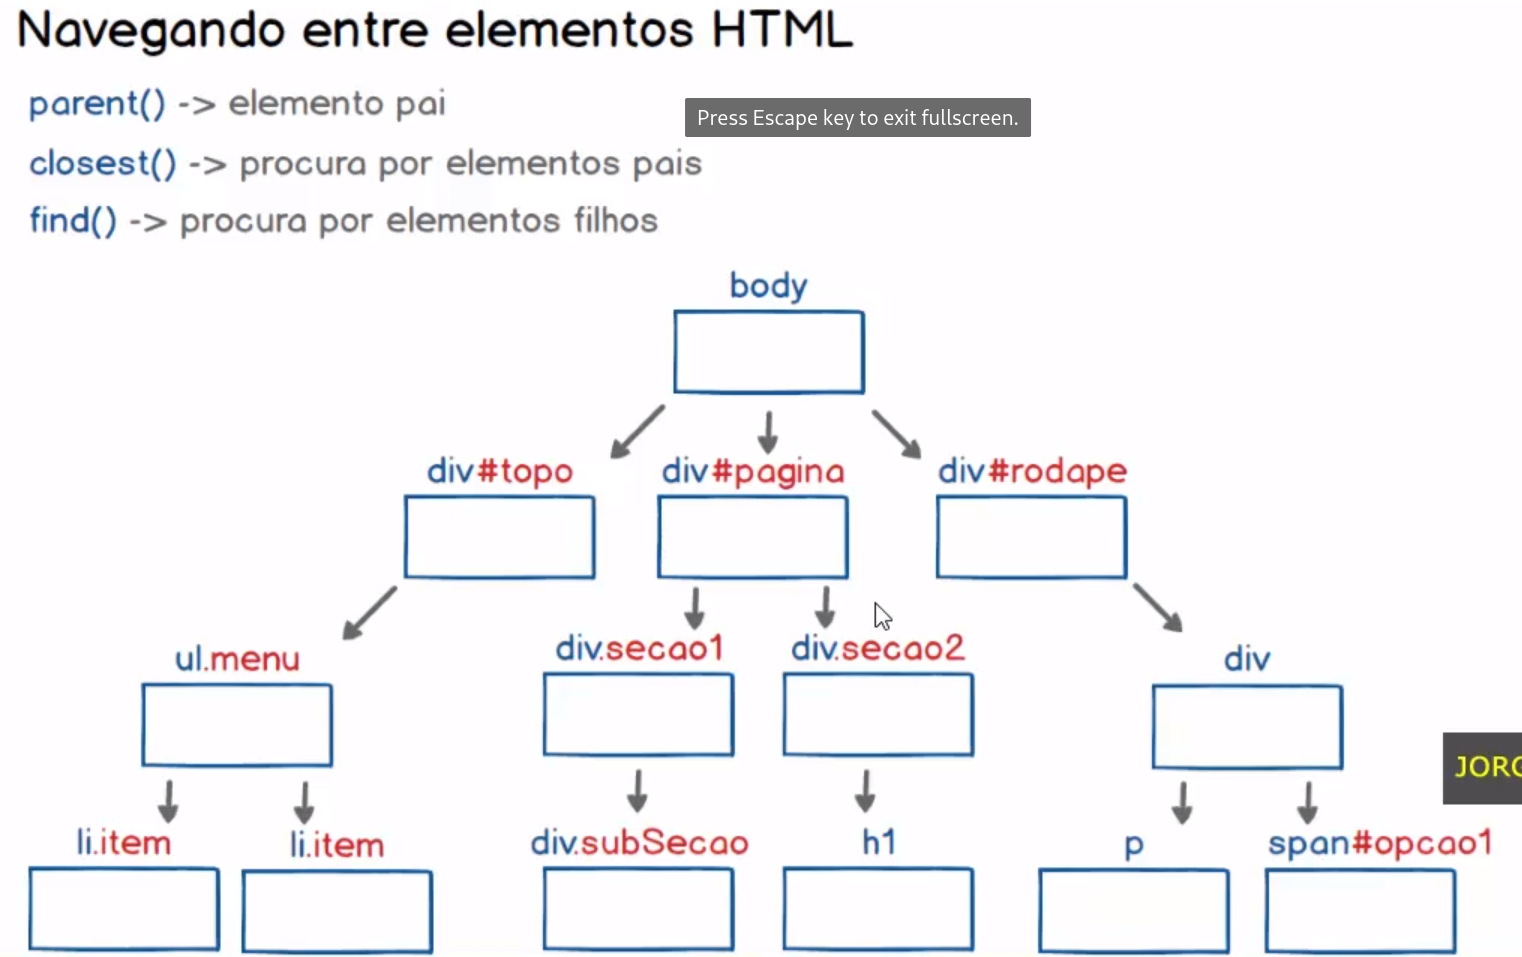 Navegando entre elementos HTML
parent() -> elemento pai
Press Escape key to exit fullscreen.
closest() -> procura por elementos pais
find() -> procura por elementos filhos
body
div#topo
div#pagina
div#rodape
ul.menu
div.secao1
div.secao2
div
li.item
li.item
div.subSecao
h1
p
span#opcao1